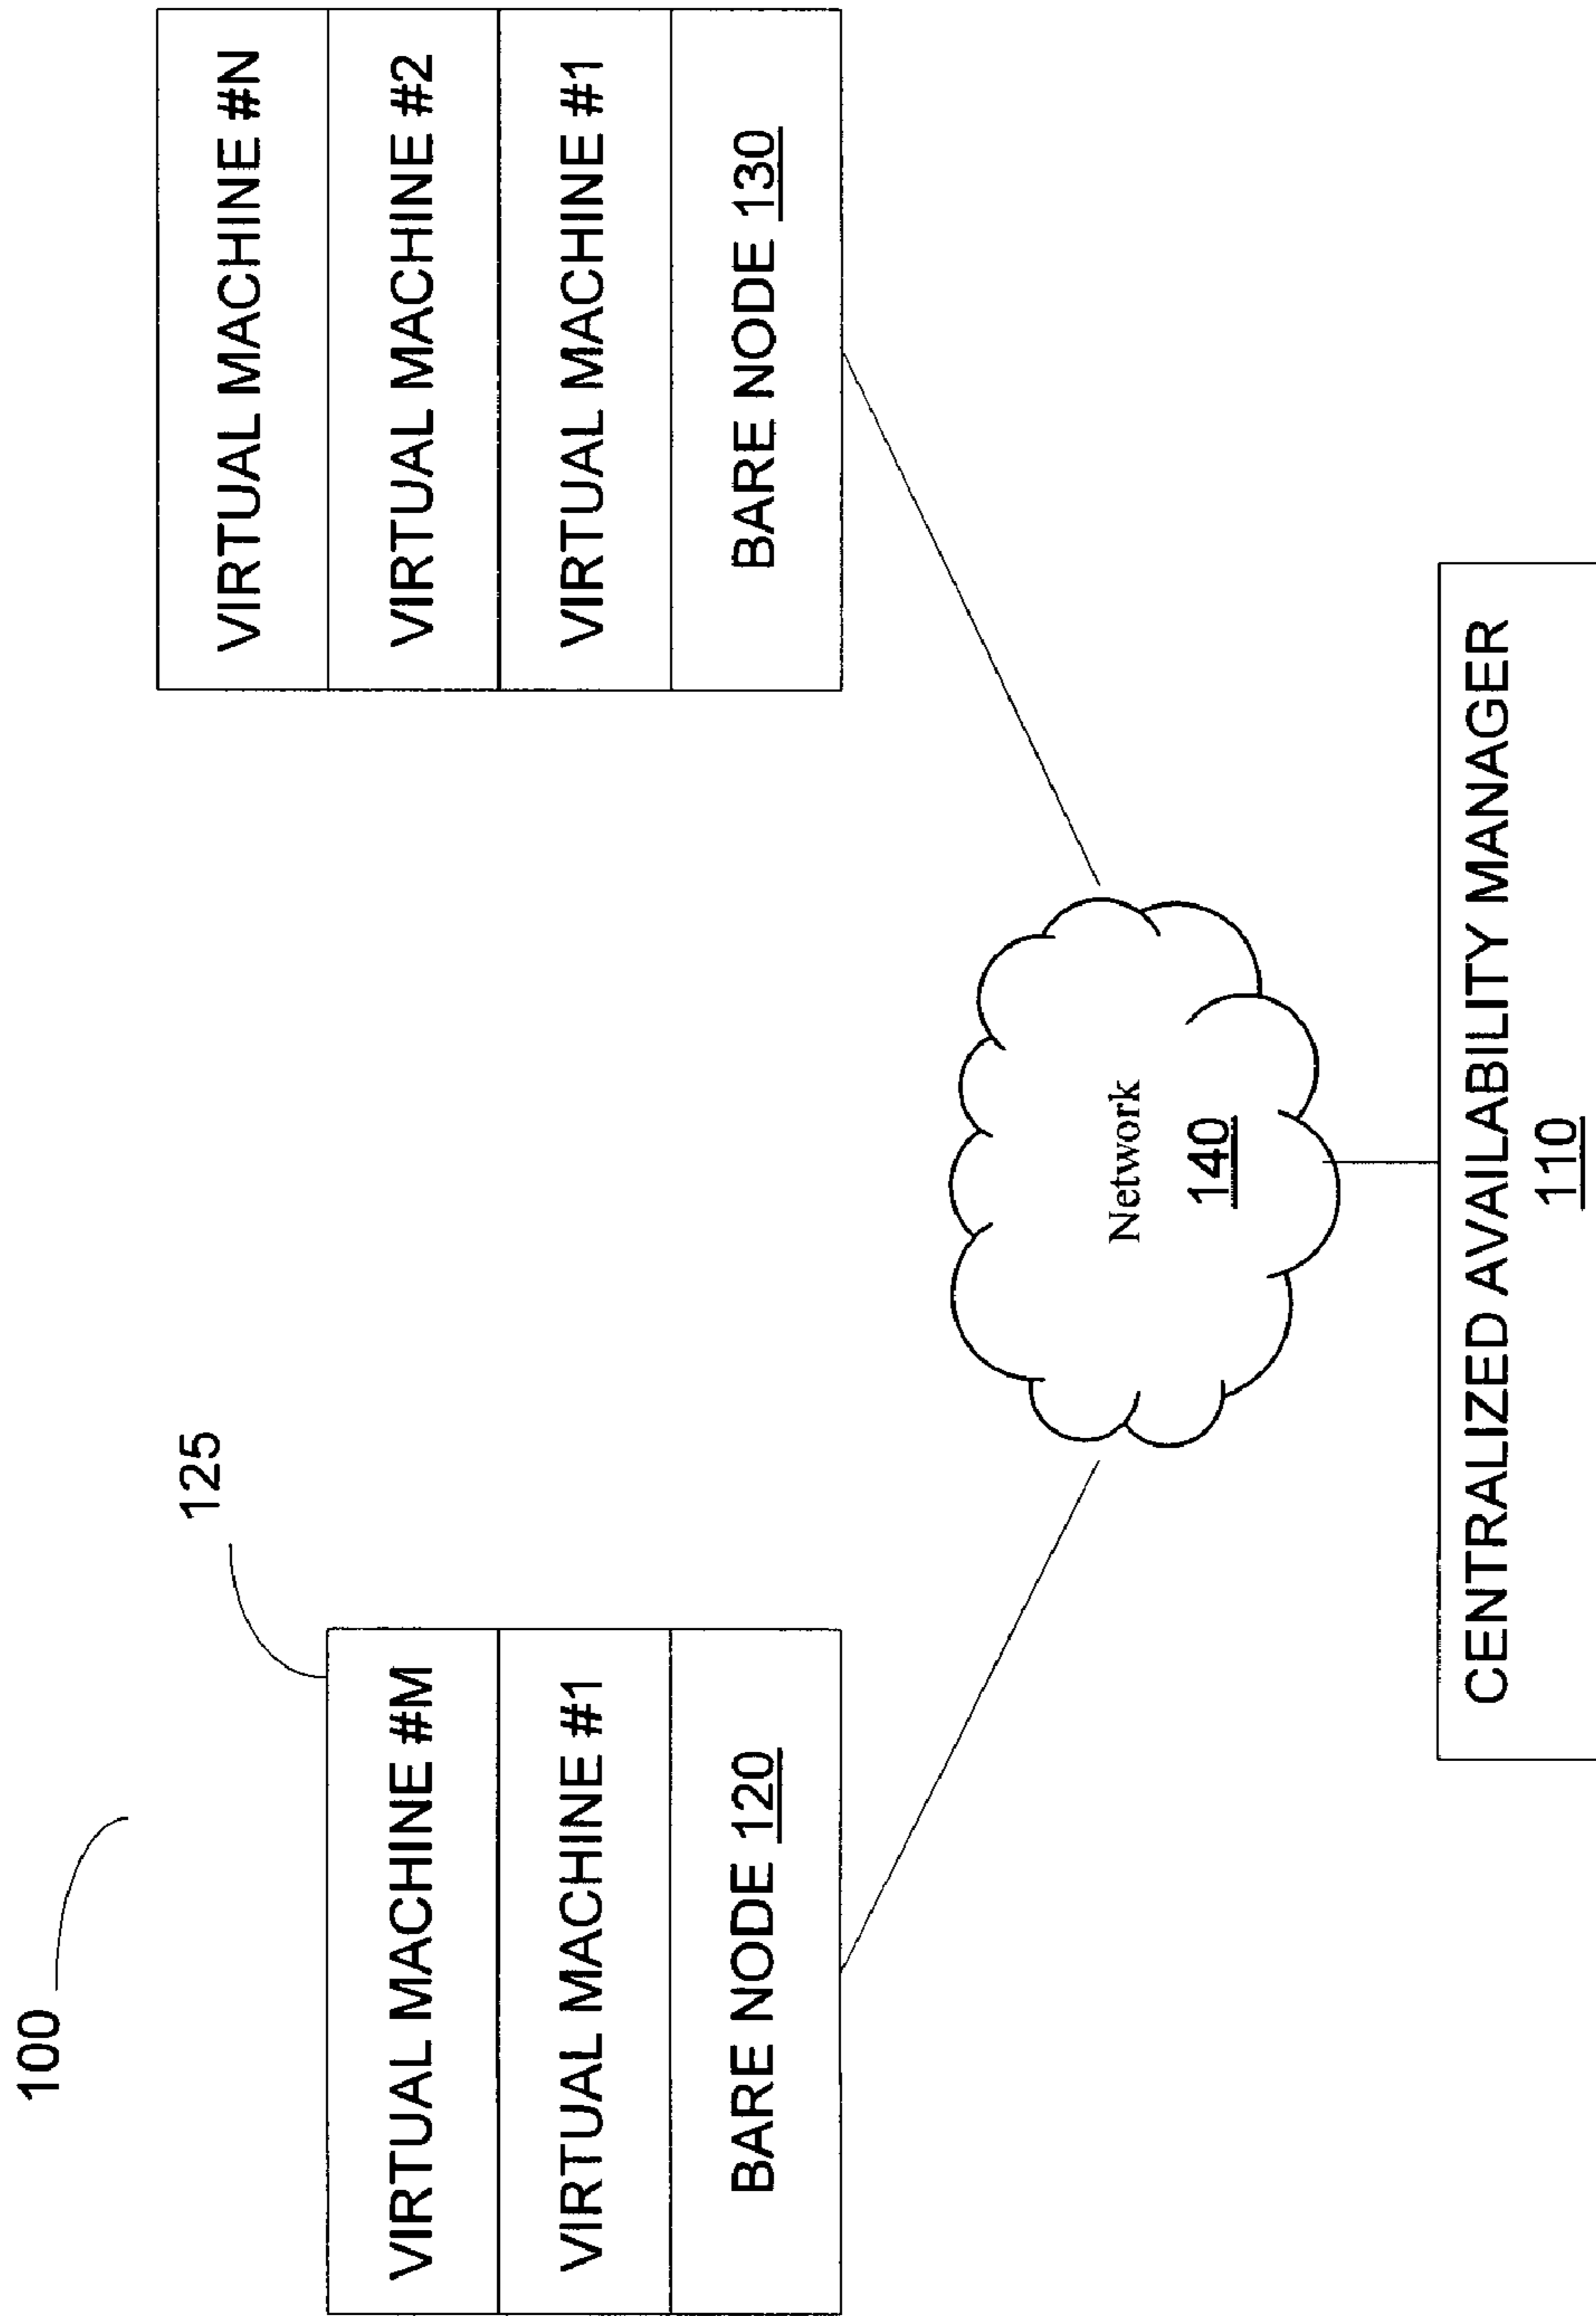 100
125
VIRTUAL MACHINE #M
VIRTUAL MACHINE #1
BARE NODE 120
VIRTUAL MACHINE #N
VIRTUAL MACHINE #2
VIRTUAL MACHINE #1
BARE NODE 130
Network
140
CENTRALIZED AVAILABILITY MANAGER
110